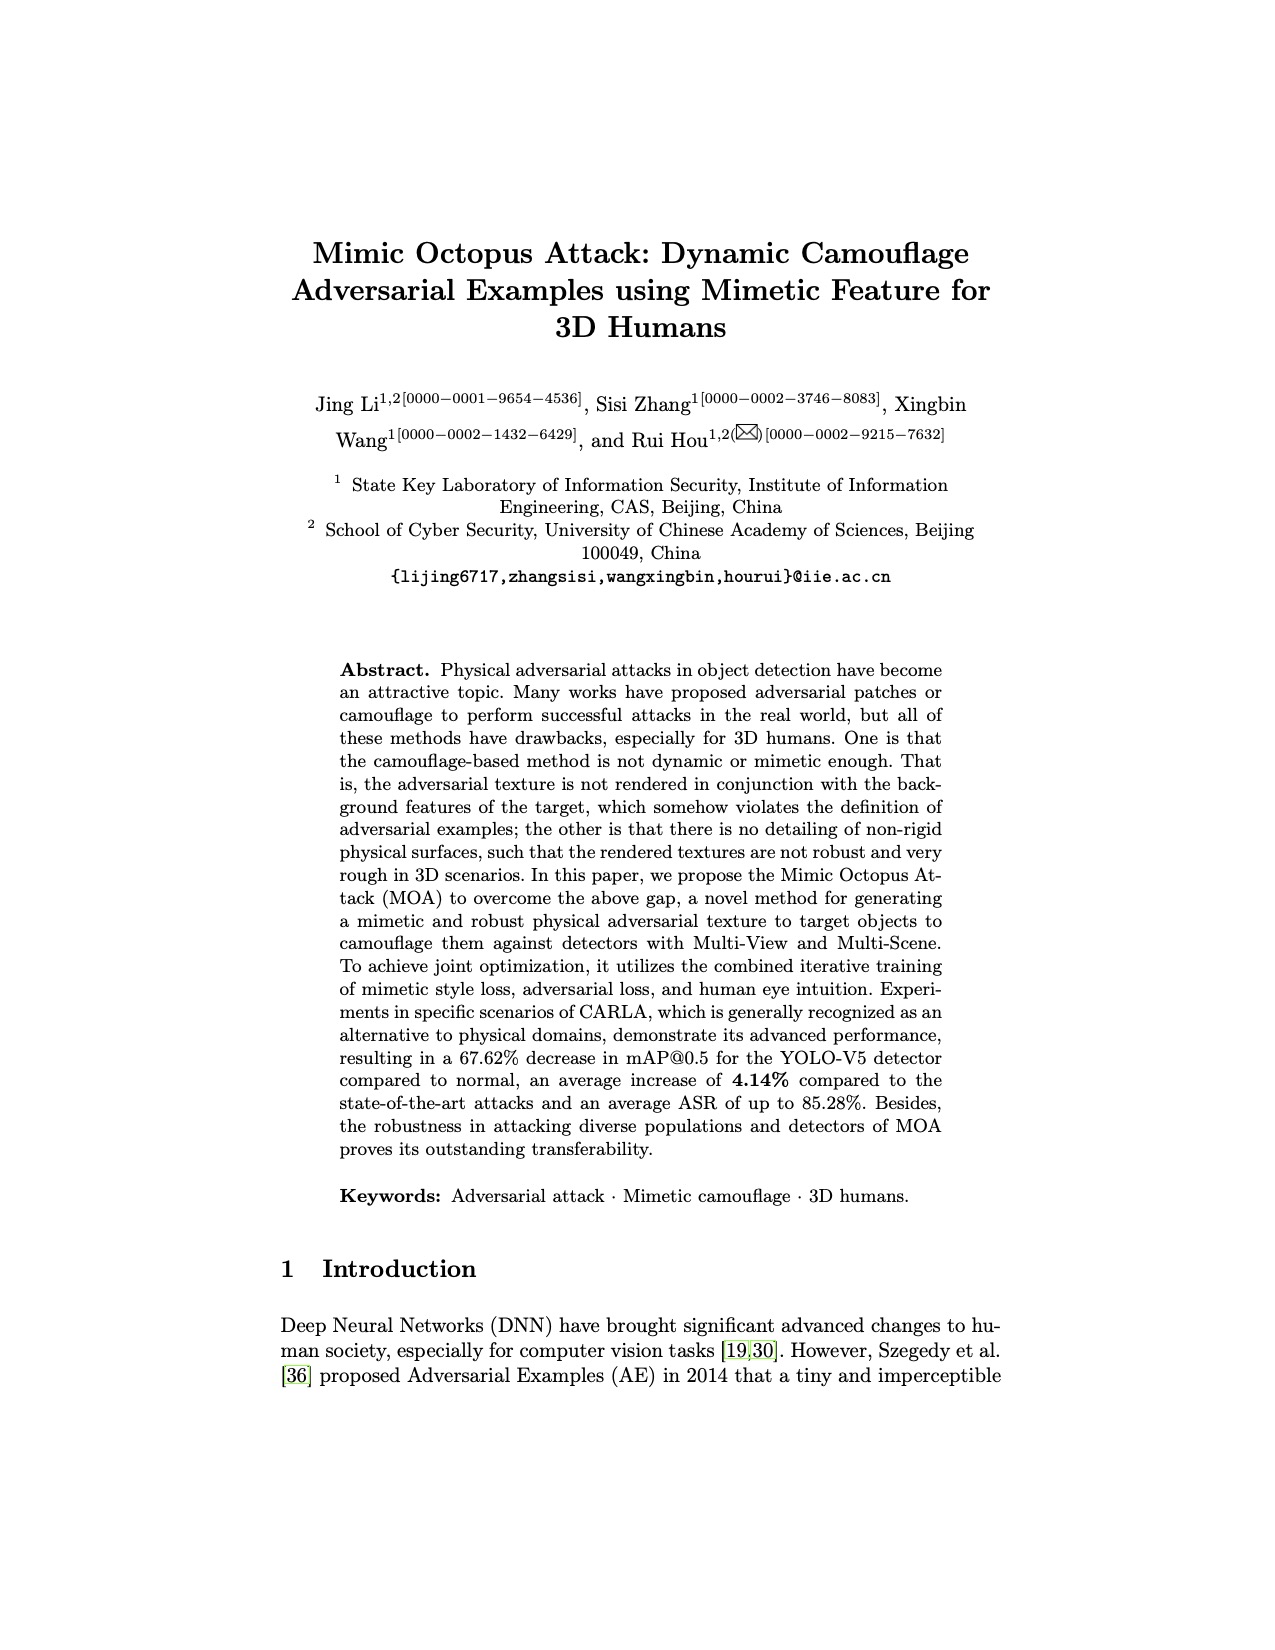 Mimic Octopus Attack: Dynamic Camouflage
Adversarial Examples using Mimetic Feature for
3D Humans
Jing Li1,2[0000−0001−9654−4536], Sisi Zhang1[0000−0002−3746−8083], Xingbin
Wang1[0000−0002−1432−6429], and Rui Hou1,2(✉)[0000−0002−9215−7632]
1 State Key Laboratory of Information Security, Institute of Information
Engineering, CAS, Beijing, China
2 School of Cyber Security, University of Chinese Academy of Sciences, Beijing
100049, China
{lijing6717,zhangsisi,wangxingbin,hourui}@iie.ac.cn
Abstract. Physical adversarial attacks in object detection have become
an attractive topic. Many works have proposed adversarial patches or
camouflage to perform successful attacks in the real world, but all of
these methods have drawbacks, especially for 3D humans. One is that
the camouflage-based method is not dynamic or mimetic enough. That
is, the adversarial texture is not rendered in conjunction with the back-
ground features of the target, which somehow violates the definition of
adversarial examples; the other is that there is no detailing of non-rigid
physical surfaces, such that the rendered textures are not robust and very
rough in 3D scenarios. In this paper, we propose the Mimic Octopus At-
tack (MOA) to overcome the above gap, a novel method for generating
a mimetic and robust physical adversarial texture to target objects to
camouflage them against detectors with Multi-View and Multi-Scene.
To achieve joint optimization, it utilizes the combined iterative training
of mimetic style loss, adversarial loss, and human eye intuition. Experi-
ments in specific scenarios of CARLA, which is generally recognized as an
alternative to physical domains, demonstrate its advanced performance,
resulting in a 67.62% decrease in mAP@0.5 for the YOLO-V5 detector
compared to normal, an average increase of 4.14% compared to the
state-of-the-art attacks and an average ASR of up to 85.28%. Besides,
the robustness in attacking diverse populations and detectors of MOA
proves its outstanding transferability.
Keywords: Adversarial attack · Mimetic camouflage · 3D humans.
1 Introduction
Deep Neural Networks (DNN) have brought significant advanced changes to hu-
man society, especially for computer vision tasks [19,30]. However, Szegedy et al.
[36] proposed Adversarial Examples (AE) in 2014 that a tiny and imperceptible